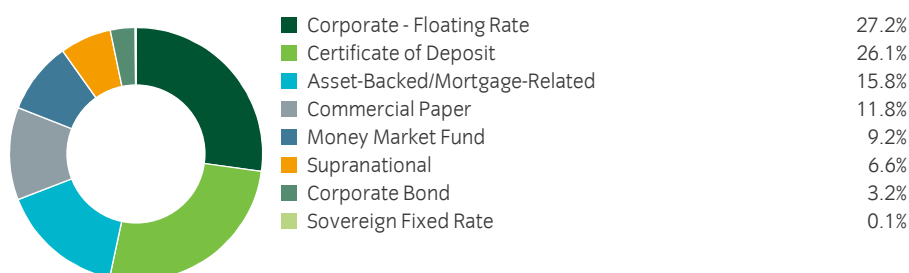 Corporate - Floating Rate 27.2%
Certificate of Deposit 26.1%
Asset-Backed/Mortgage-Related 15.8%
Commercial Paper 11.8%
Money Market Fund 9.2%
Supranational 6.6%
Corporate Bond 3.2%
Sovereign Fixed Rate 0.1%